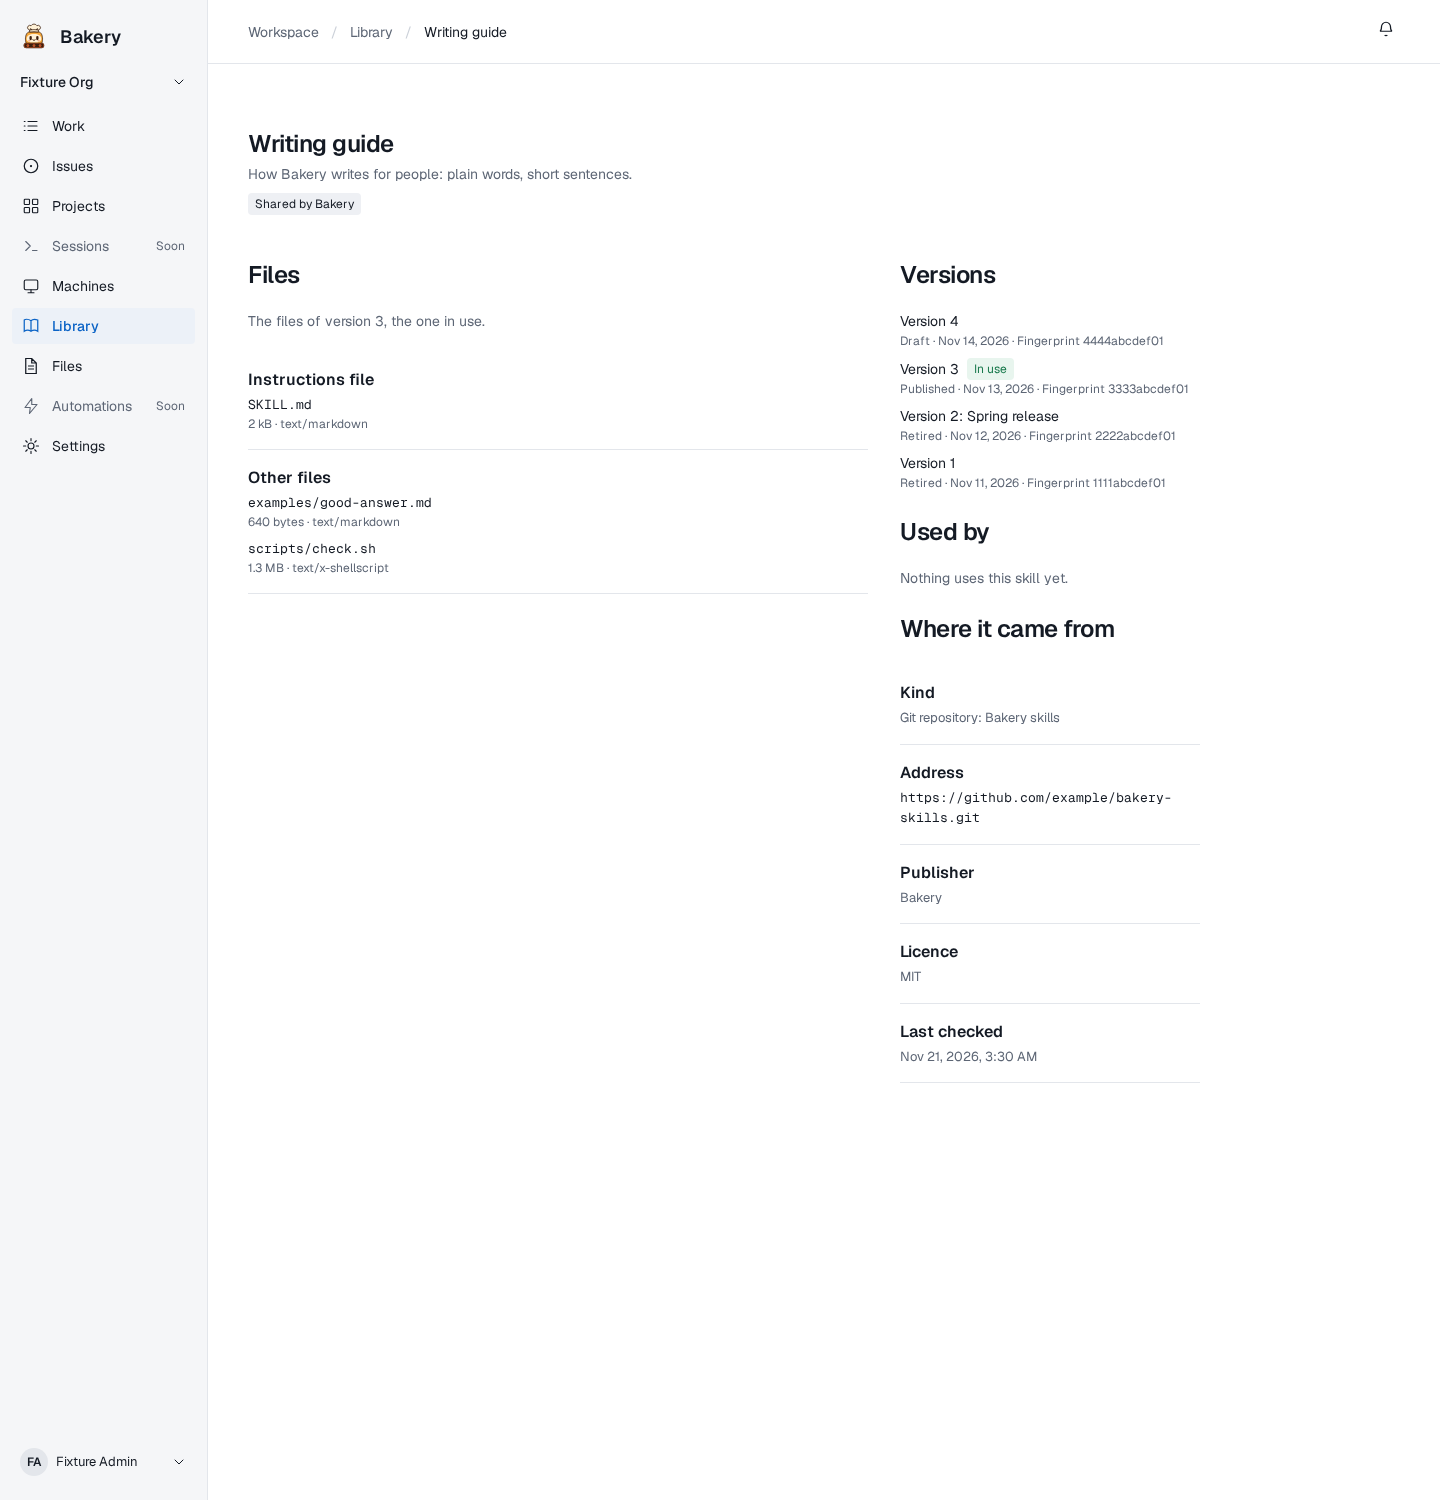 Bakery
Fixture Org
Work
Issues
Projects
Sessions Soon
Machines
Library
Files
Automations Soon
Settings
FA Fixture Admin
Workspace / Library / Writing guide
Writing guide
How Bakery writes for people: plain words, short sentences.
Shared by Bakery
Files
The files of version 3, the one in use.
Instructions file
SKILL.md
2 kB · text/markdown
Other files
examples/good-answer.md
640 bytes · text/markdown
scripts/check.sh
1.3 MB · text/x-shellscript
Versions
Version 4
Draft · Nov 14, 2026 · Fingerprint 4444abcdef01
Version 3 In use
Published · Nov 13, 2026 · Fingerprint 3333abcdef01
Version 2: Spring release
Retired · Nov 12, 2026 · Fingerprint 2222abcdef01
Version 1
Retired · Nov 11, 2026 · Fingerprint 1111abcdef01
Used by
Nothing uses this skill yet.
Where it came from
Kind
Git repository: Bakery skills
Address
https://github.com/example/bakery-
skills.git
Publisher
Bakery
Licence
MIT
Last checked
Nov 21, 2026, 3:30 AM